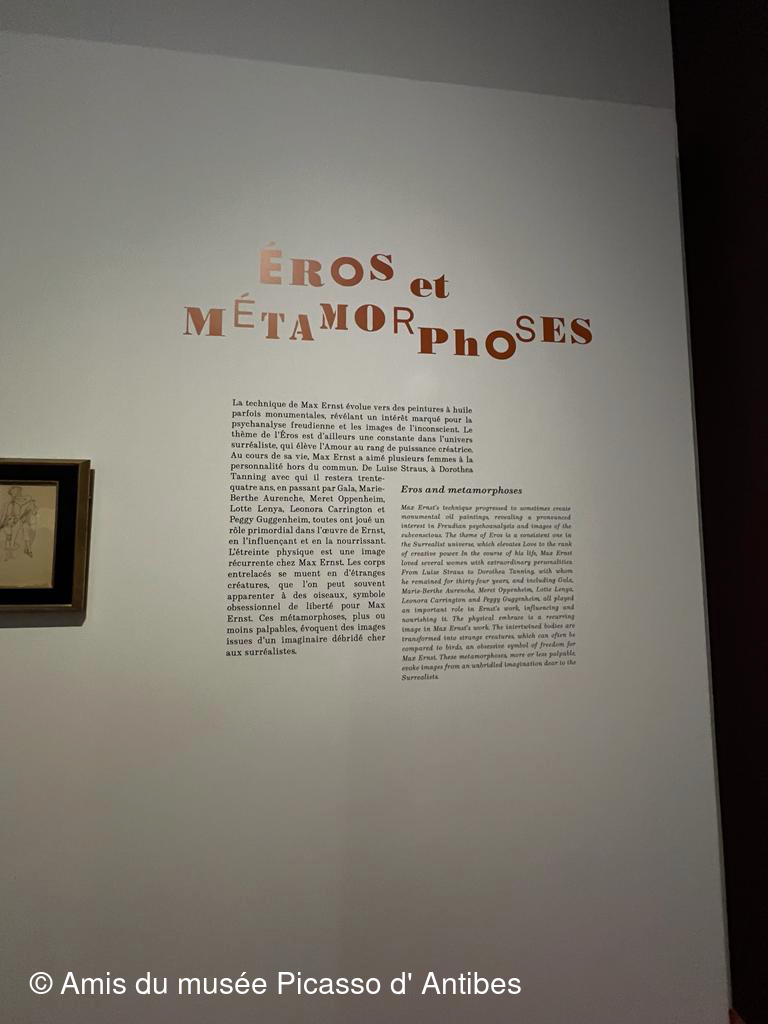 ÉROS et
MÉTAMORPhOSES
La technique de Max Ernst évolue vers des peintures à huile
parfois monumentales, révélant un intérêt marqué pour la
psychanalyse freudienne et les images de l'inconscient. Le
thème de l'Éros est d'ailleurs une constante dans l'univers
surréaliste, qui élève l'Amour au rang de puissance créatrice.
Au cours de sa vie, Max Ernst a aimé plusieurs femmes à la
personnalité hors du commun. De Luise Straus, à Dorothea
Tanning avec qui il restera trente-
quatre ans, en passant par Gala, Marie-
Berthe Aurenche, Meret Oppenheim,
Lotte Lenya, Leonora Carrington et
Peggy Guggenheim, toutes ont joué un
rôle primordial dans l'œuvre de Ernst,
en l'influençant et en la nourrissant.
L'étreinte physique est une image
récurrente chez Max Ernst. Les corps
entrelacés se muent en d'étranges
créatures, que l'on peut souvent
apparenter à des oiseaux, symbole
obsessionnel de liberté pour Max
Ernst. Ces métamorphoses, plus ou
moins palpables, évoquent des images
issues d'un imaginaire débridé cher
aux surréalistes.
Eros and metamorphoses
Max Ernst's technique progressed to sometimes create
monumental oil paintings, revealing a pronounced
interest in Freudian psychoanalysis and images of the
subconscious. The theme of Eros is a consistent one in
the Surrealist universe, which elevates Love to the rank
of creative power. In the course of his life, Max Ernst
loved several women with extraordinary personalities.
From Luise Straus to Dorothea Tanning, with whom
he remained for thirty-four years, and including Gala,
Marie-Berthe Aurenche, Meret Oppenheim, Lotte Lenya,
Leonora Carrington and Peggy Guggenheim, all played
an important role in Ernst's work, influencing and
nourishing it. The physical embrace is a recurring
image in Max Ernst's work. The intertwined bodies are
transformed into strange creatures, which can often be
compared to birds, an obsessive symbol of freedom for
Max Ernst. These metamorphoses, more or less palpable,
evoke images from an unbridled imagination dear to the
Surrealists.
© Amis du musée Picasso d' Antibes